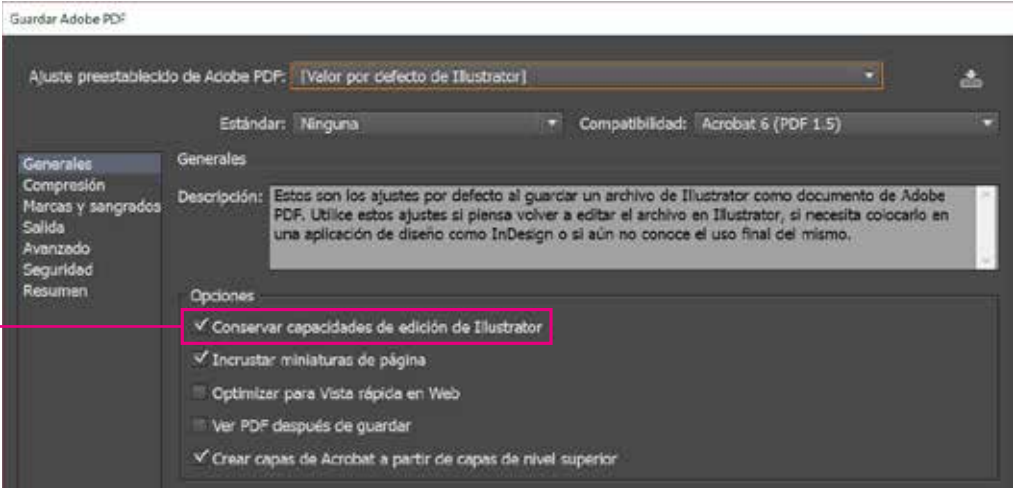 Guardar Adobe PDF
Ajuste preestablecido de Adobe PDF: [Valor por defecto de Illustrator]
Estándar: Ninguna Compatibilidad: Acrobat 6 (PDF 1.5)
Generales
Compresión
Marcas y sangrados
Salida
Avanzado
Seguridad
Resumen
Generales
Descripción: Estos son los ajustes por defecto al guardar un archivo de Illustrator como documento de Adobe
PDF. Utilice estos ajustes si piensa volver a editar el archivo en Illustrator, si necesita colocarlo en
una aplicación de diseño como InDesign o si aún no conoce el uso final del mismo.
Opciones
Conservar capacidades de edición de Illustrator
Incrustar miniaturas de página
Optimizar para Vista rápida en Web
Ver PDF después de guardar
Crear capas de Acrobat a partir de capas de nivel superior